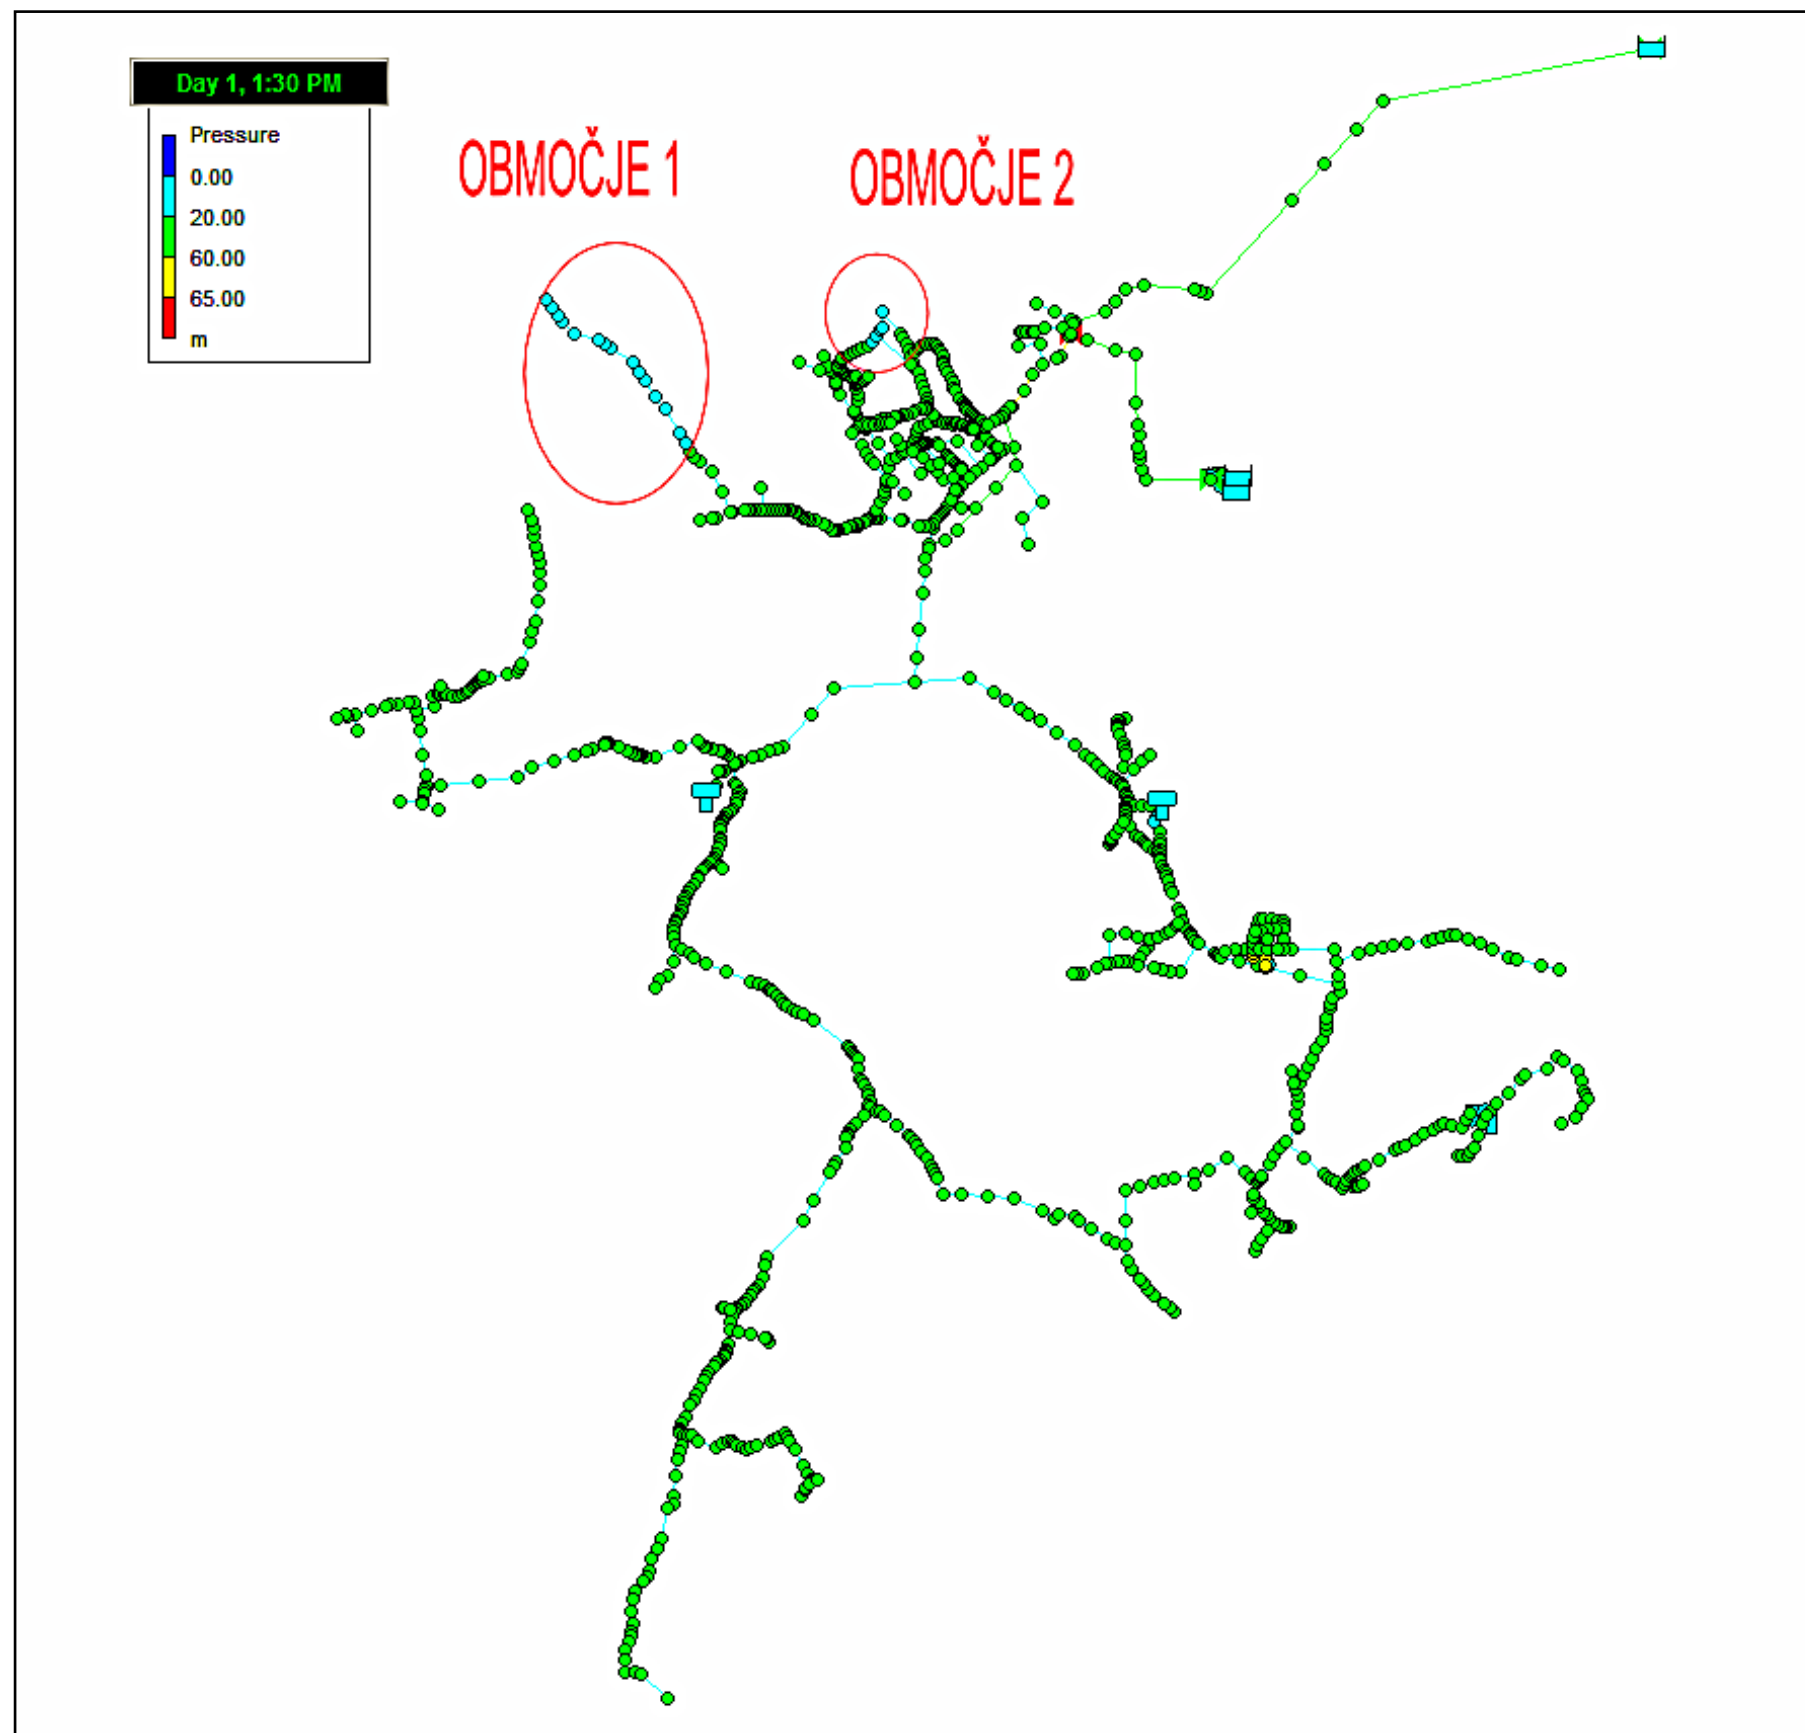 Day 1, 1:30 PM
Pressure
0.00
20.00
60.00
65.00
m
OBMOČJE 1
OBMOČJE 2